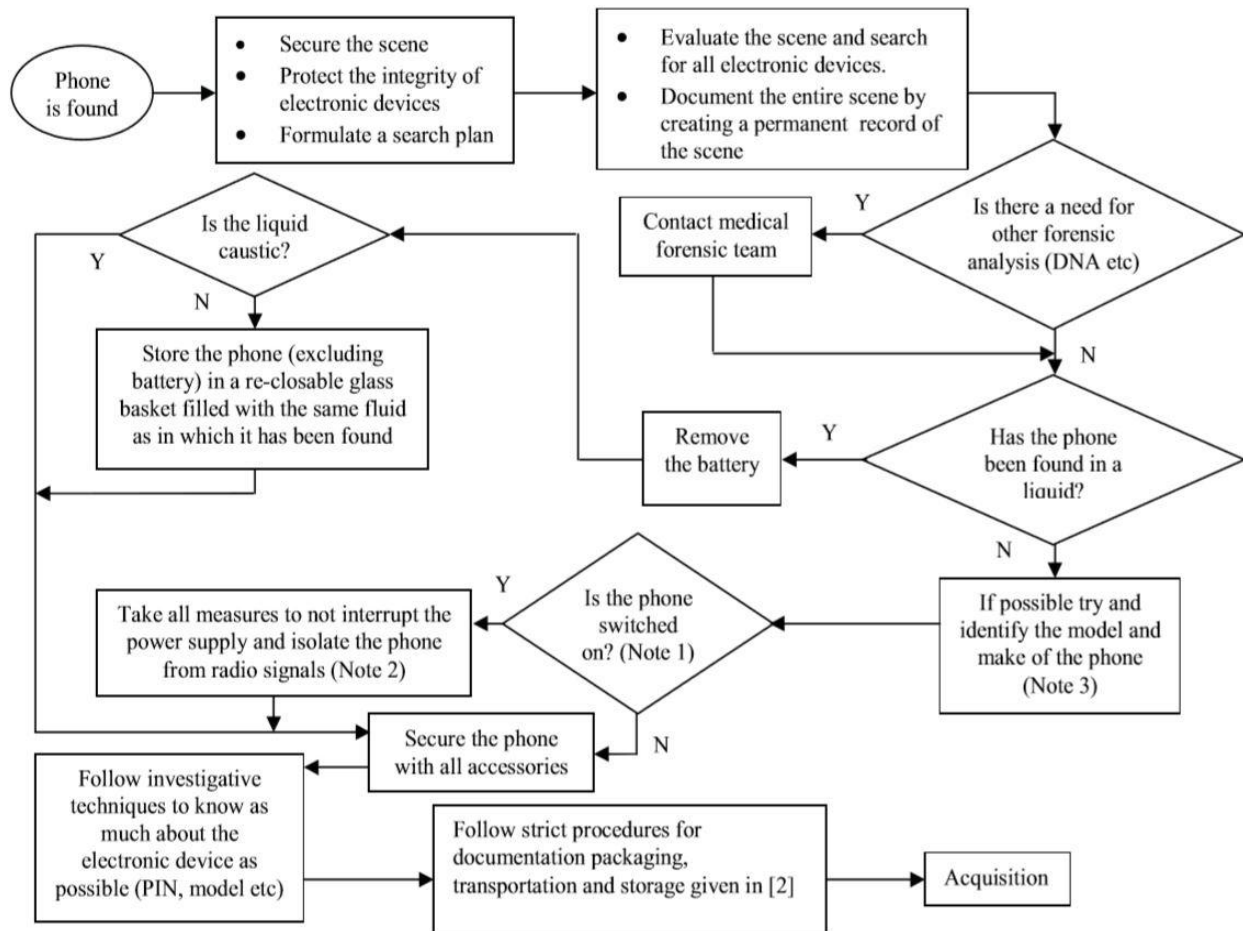 Phone
is found
• Secure the scene
• Protect the integrity of
electronic devices
• Formulate a search plan
• Evaluate the scene and search
for all electronic devices.
• Document the entire scene by
creating a permanent record of
the scene
Is there a need for
other forensic
analysis (DNA etc)
Y
Contact medical
forensic team
N
Has the phone
been found in a
liquid?
Y
Remove
the battery
Is the liquid
caustic?
Y
N
Store the phone (excluding
battery) in a re-closable glass
basket filled with the same fluid
as in which it has been found
N
If possible try and
identify the model and
make of the phone
(Note 3)
Is the phone
switched
on? (Note 1)
Y
Take all measures to not interrupt the
power supply and isolate the phone
from radio signals (Note 2)
N
Secure the phone
with all accessories
Follow investigative
techniques to know as
much about the
electronic device as
possible (PIN, model etc)
Follow strict procedures for
documentation packaging,
transportation and storage given in [2]
Acquisition